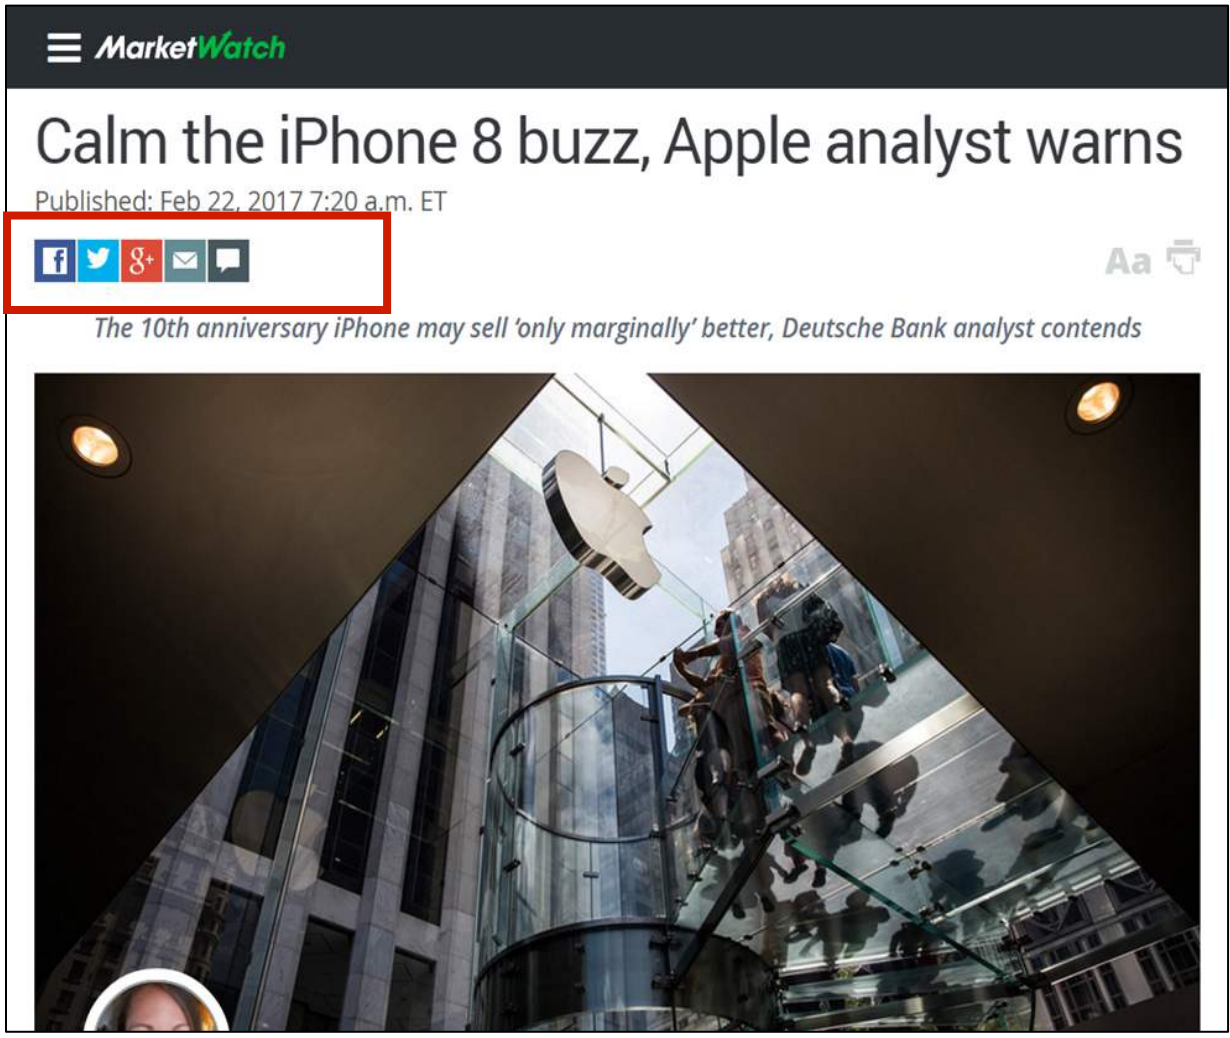 MarketWatch
Calm the iPhone 8 buzz, Apple analyst warns
Published: Feb 22, 2017 7:20 a.m. ET
f g+ Aa
The 10th anniversary iPhone may sell ‘only marginally’ better, Deutsche Bank analyst contends